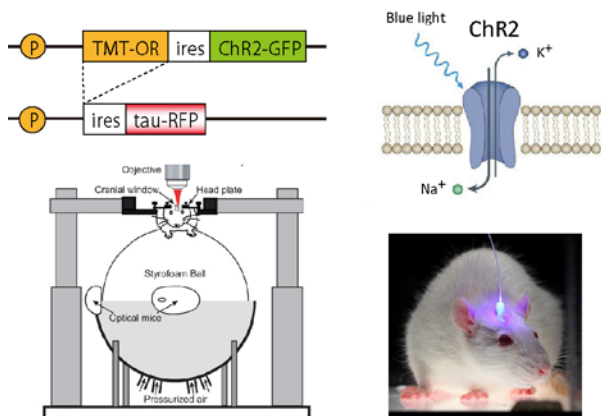 P TMT-OR ires ChR2-GFP
P ires tau-RFP
Objective
Cranial window Head plate
Styrofoam Ball
Optical mice
Pressurized air
Blue light
ChR2
K+
Na+